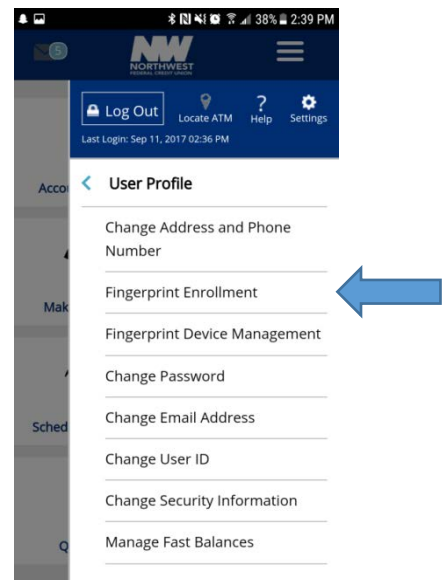 38% 2:39 PM
5
NW
NORTHWEST
FEDERAL CREDIT UNION
Log Out
Locate ATM
Help
Settings
Last Login: Sep 11, 2017 02:36 PM
User Profile
Change Address and Phone
Number
Fingerprint Enrollment
Fingerprint Device Management
Change Password
Change Email Address
Change User ID
Change Security Information
Manage Fast Balances
Acco
Mak
Sched
Q